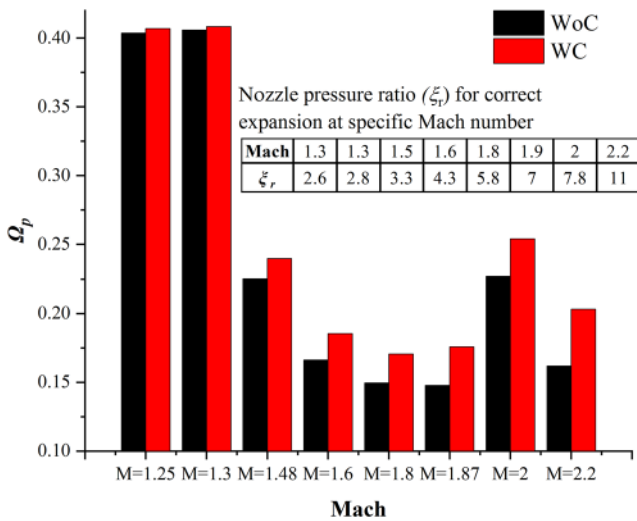 WoC
WC
Nozzle pressure ratio (ξr) for correct
expansion at specific Mach number
Mach 1.3 1.3 1.5 1.6 1.8 1.9 2 2.2
ξ r 2.6 2.8 3.3 4.3 5.8 7 7.8 11
0.40
0.35
0.30
0.25
0.20
0.15
0.10
Ωp
M=1.25 M=1.3 M=1.48 M=1.6 M=1.8 M=1.87 M=2 M=2.2
Mach